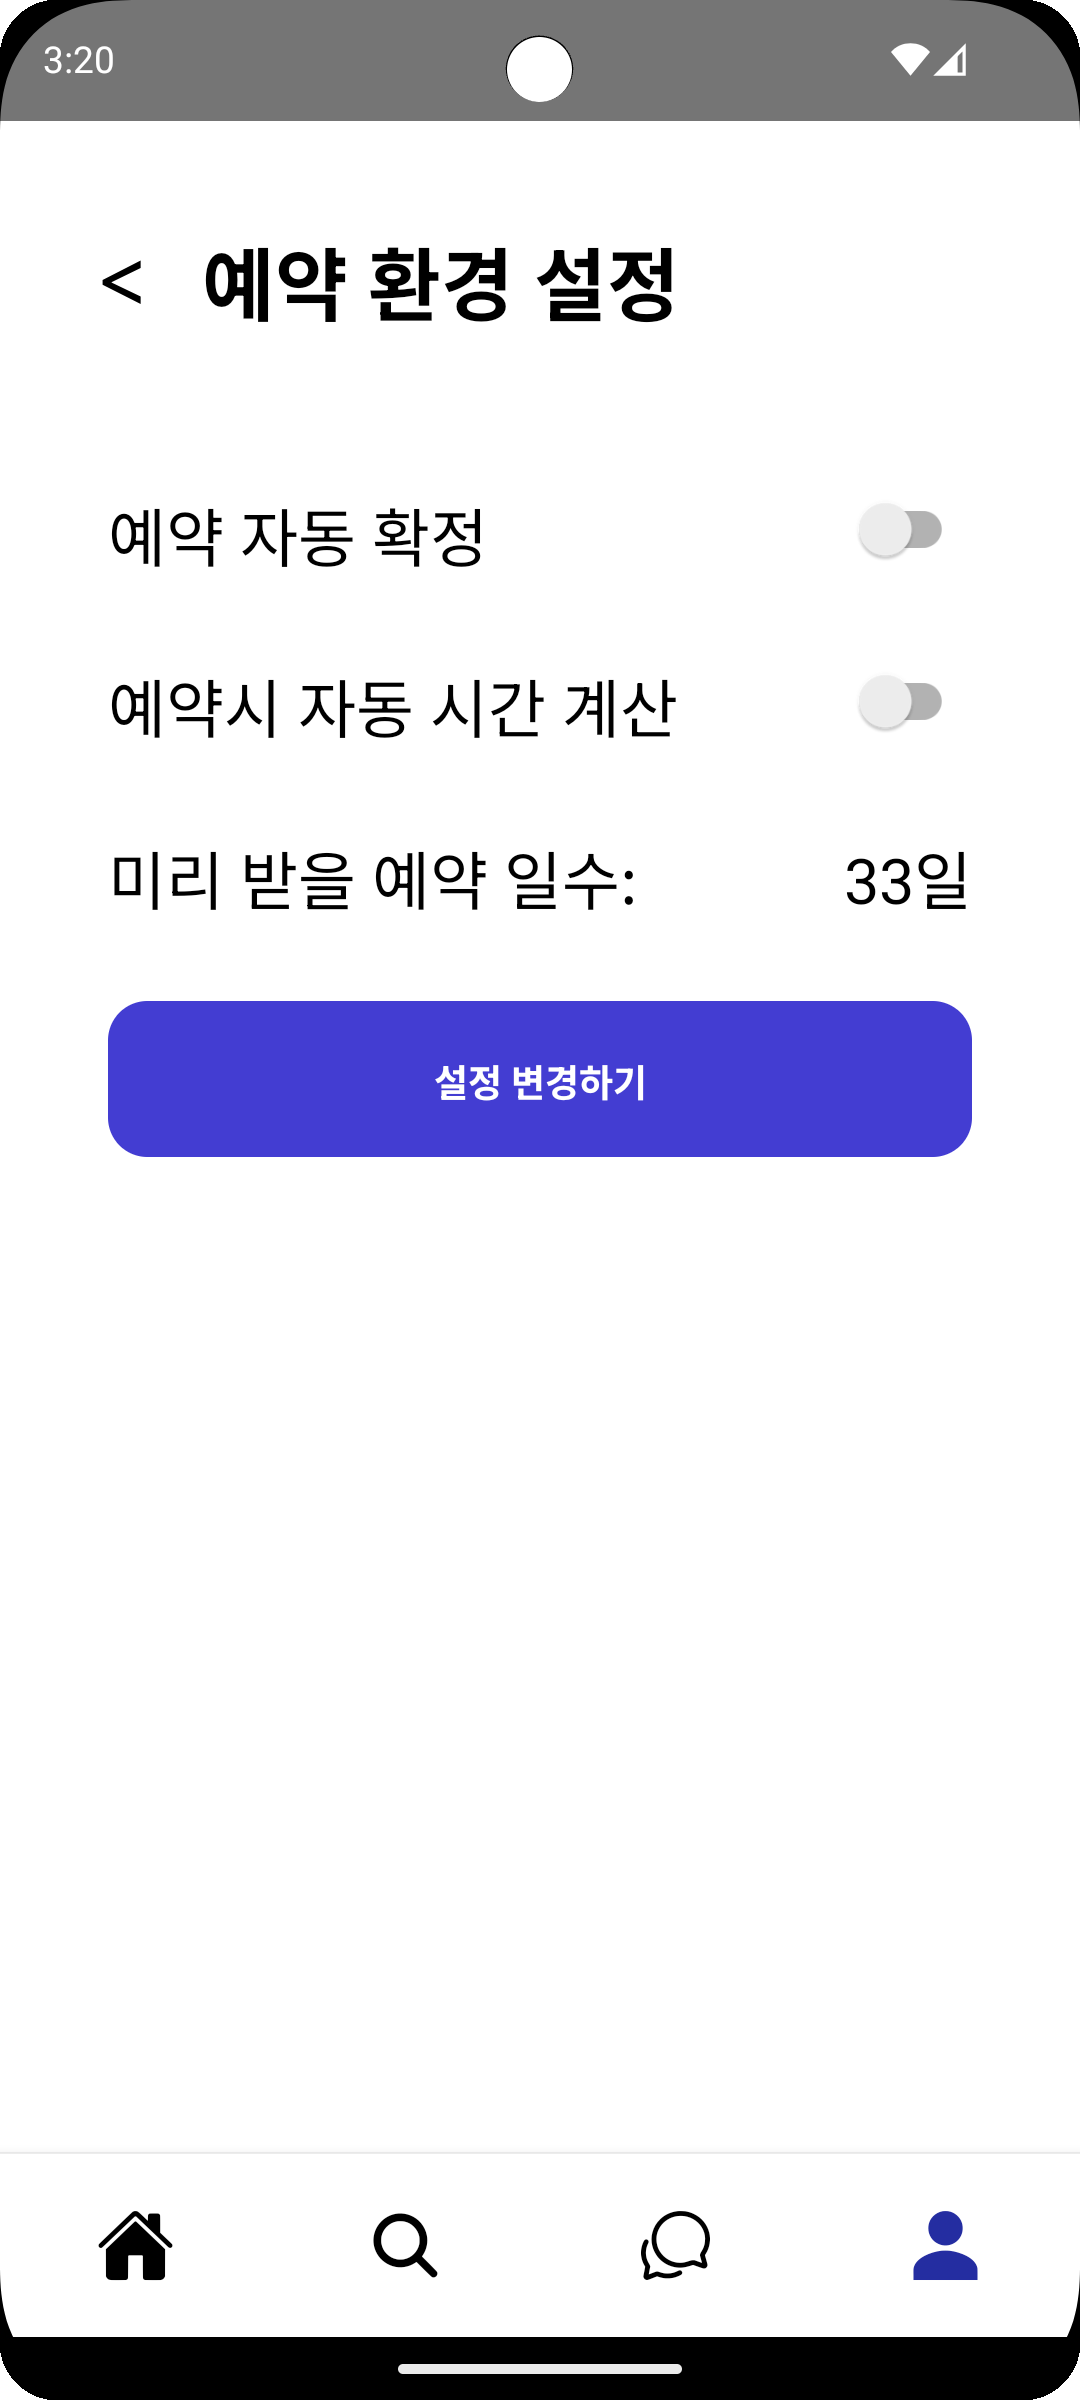 3:20
< 예약 환경 설정
예약 자동 확정
예약시 자동 시간 계산
미리 받을 예약 일수: 33일
설정 변경하기